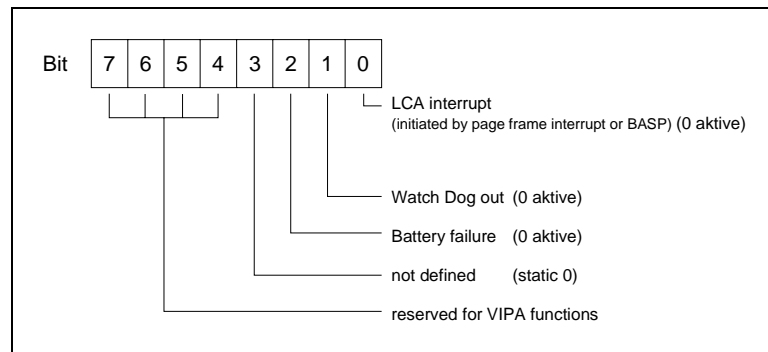 Bit 7 6 5 4 3 2 1 0
LCA interrupt
(initiated by page frame interrupt or BASP) (0 aktive)
Watch Dog out (0 aktive)
Battery failure (0 aktive)
not defined (static 0)
reserved for VIPA functions